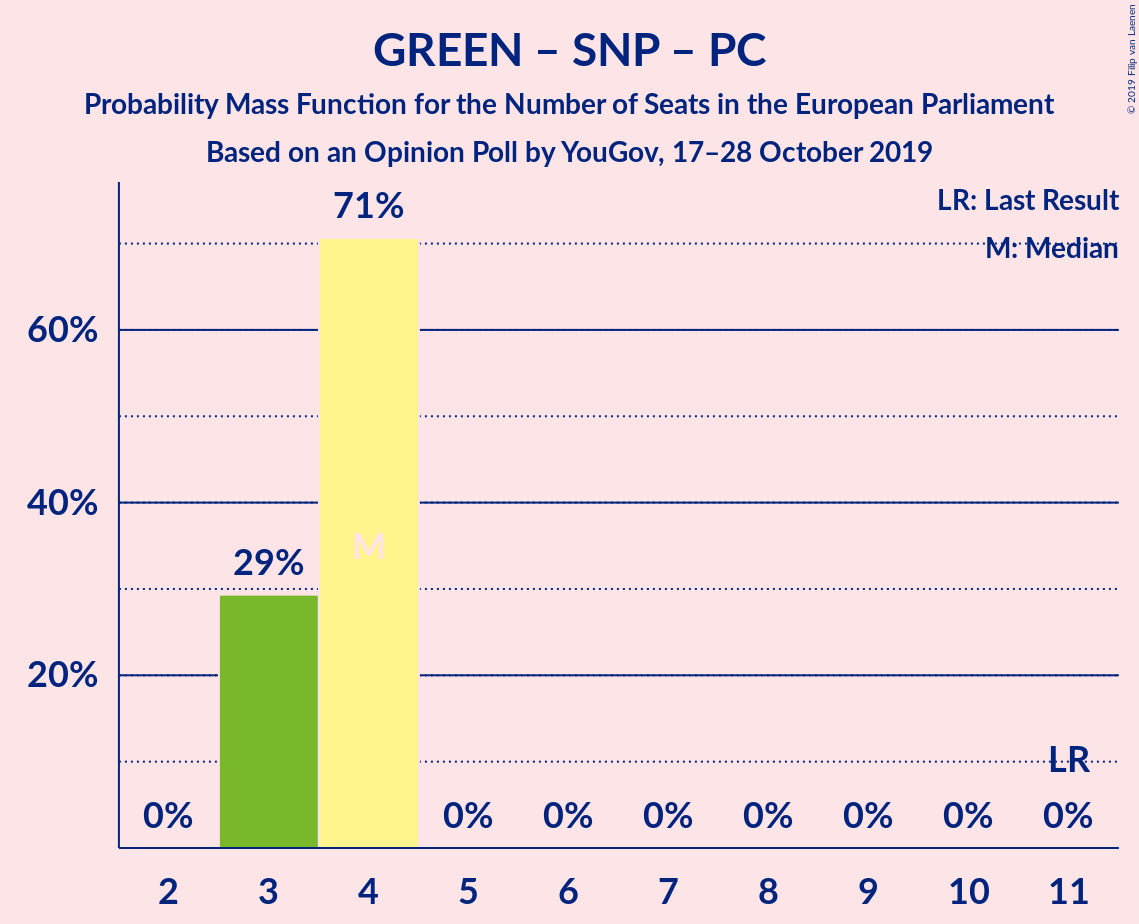 GREEN – SNP – PC
Probability Mass Function for the Number of Seats in the European Parliament
Based on an Opinion Poll by YouGov, 17–28 October 2019
© 2019 Filip van Laenen
LR: Last Result
M: Median
71%
60%
40%
M
29%
20%
LR
0% 0% 0% 0% 0% 0% 0% 0%
2 3 4 5 6 7 8 9 10 11